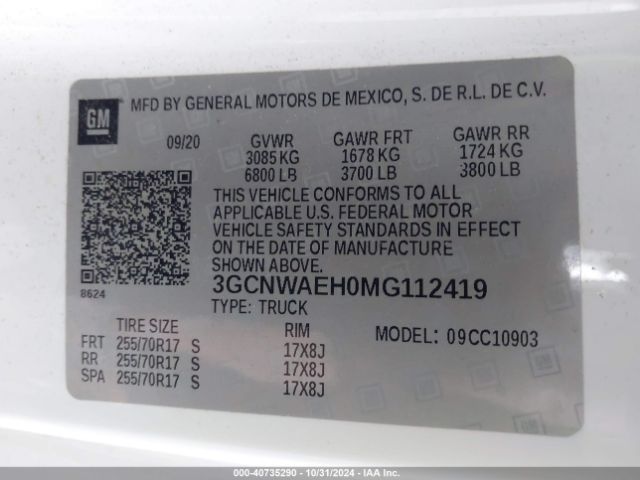 GM
MFD BY GENERAL MOTORS DE MEXICO, S. DE R.L. DE C.V.
09/20 GVWR GAWR FRT GAWR RR
3085 KG 1678 KG 1724 KG
6800 LB 3700 LB 3800 LB
THIS VEHICLE CONFORMS TO ALL
APPLICABLE U.S. FEDERAL MOTOR
VEHICLE SAFETY STANDARDS IN EFFECT
ON THE DATE OF MANUFACTURE
SHOWN ABOVE.
8624 3GCNWAEH0MG112419
TYPE: TRUCK
TIRE SIZE RIM MODEL: 09CC10903
FRT 255/70R17 S 17X8J
RR 255/70R17 S 17X8J
SPA 255/70R17 S 17X8J
000-40735290 - 10/31/2024 - IAA Inc.